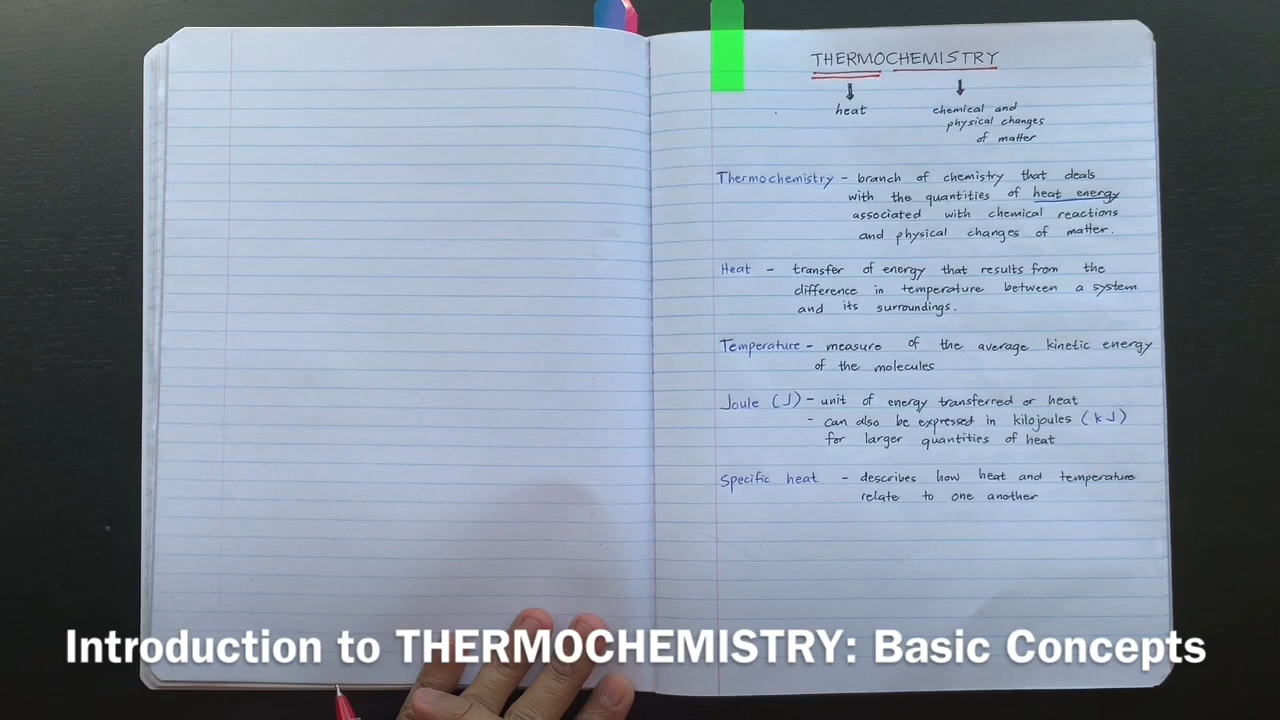 THERMOCHEMISTRY
heat
chemical and
physical changes
of matter
Thermochemistry - branch of chemistry that deals
with the quantities of heat energy
associated with chemical reactions
and physical changes of matter.
Heat - transfer of energy that results from the
difference in temperature between a system
and its surroundings.
Temperature - measure of the average kinetic energy
of the molecules
Joule (J) - unit of energy transferred or heat
- can also be expressed in kilojoules (kJ)
for larger quantities of heat
Specific heat - describes how heat and temperature
relate to one another
Introduction to THERMOCHEMISTRY: Basic Concepts